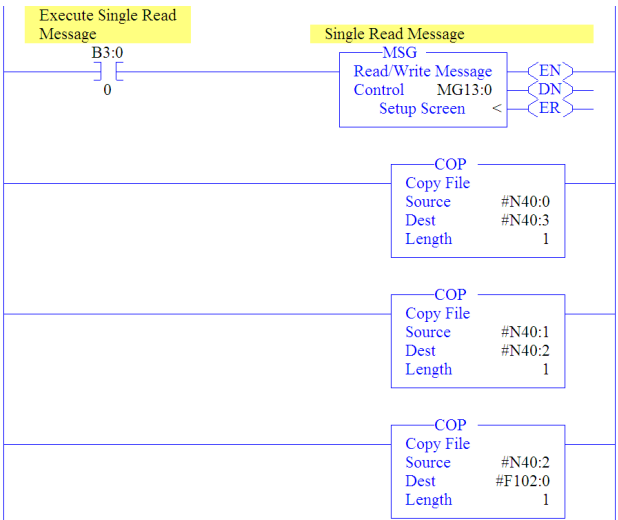 Execute Single Read
Message
Single Read Message
B3:0
0
MSG
Read/Write Message
Control MG13:0
Setup Screen <
EN
DN
ER
COP
Copy File
Source #N40:0
Dest #N40:3
Length 1
COP
Copy File
Source #N40:1
Dest #N40:2
Length 1
COP
Copy File
Source #N40:2
Dest #F102:0
Length 1